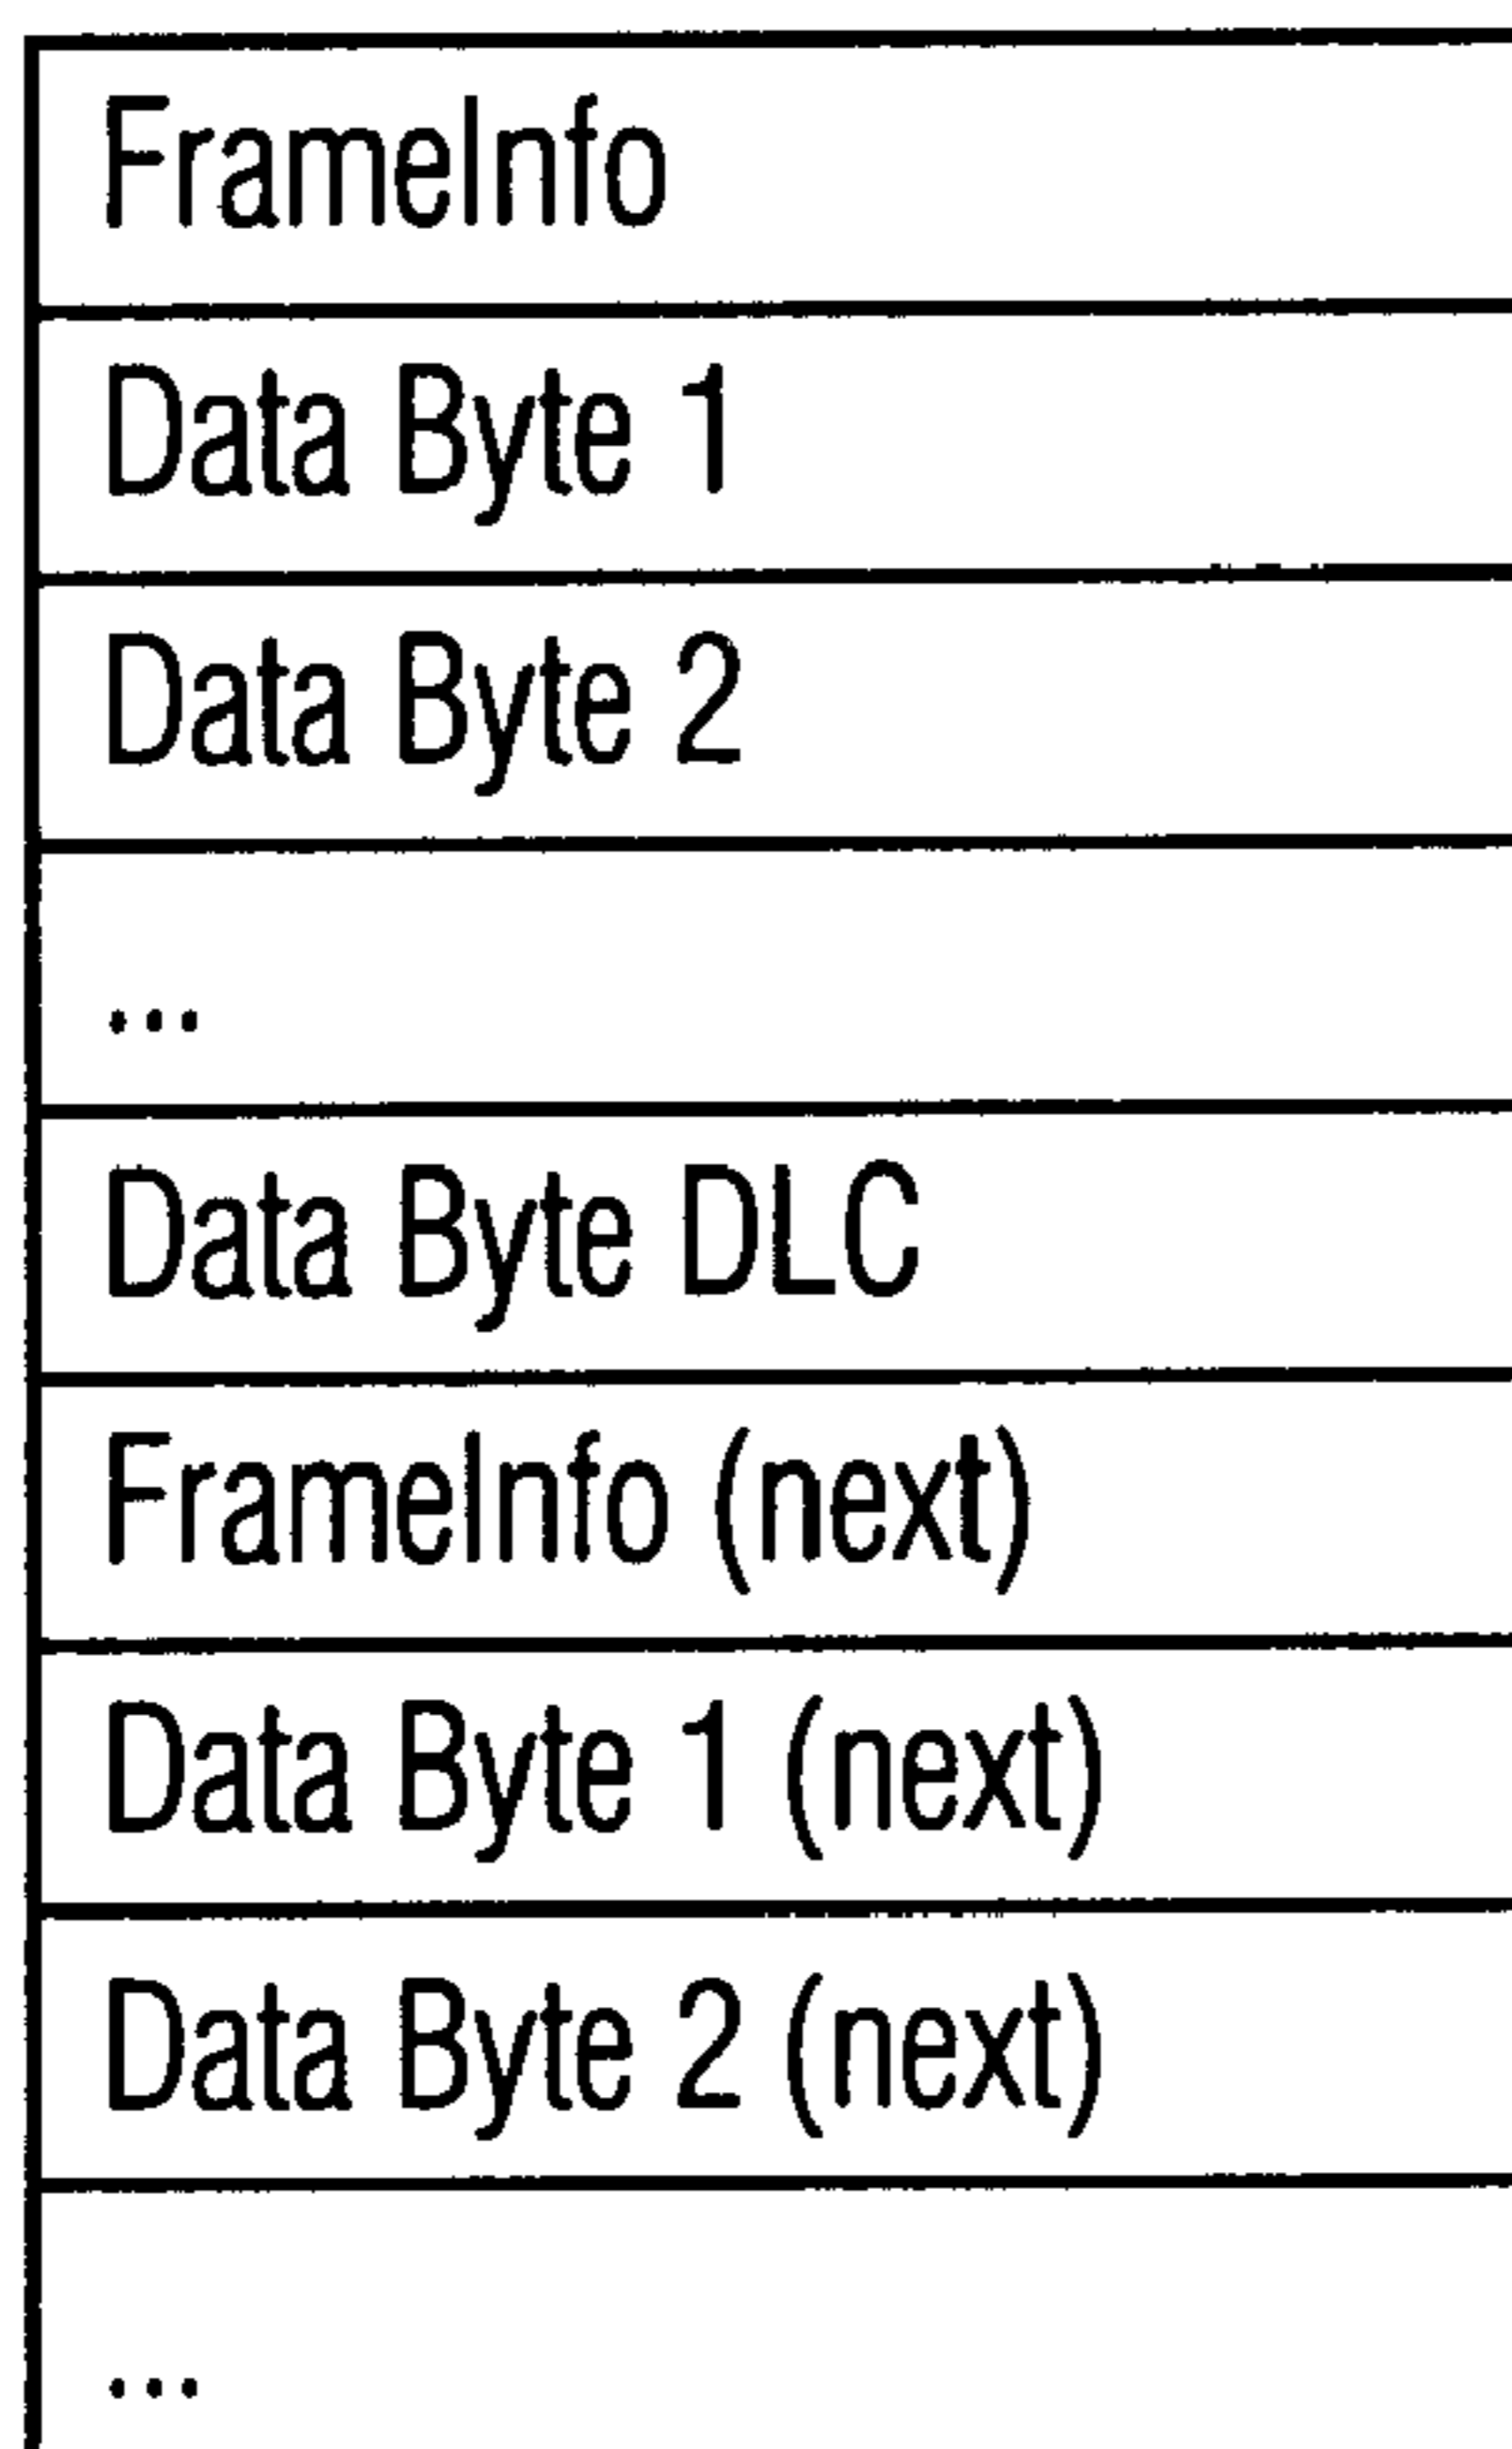 FrameInfo
Data Byte 1
Data Byte 2
...
Data Byte DLC
FrameInfo (next)
Data Byte 1 (next)
Data Byte 2 (next)
...